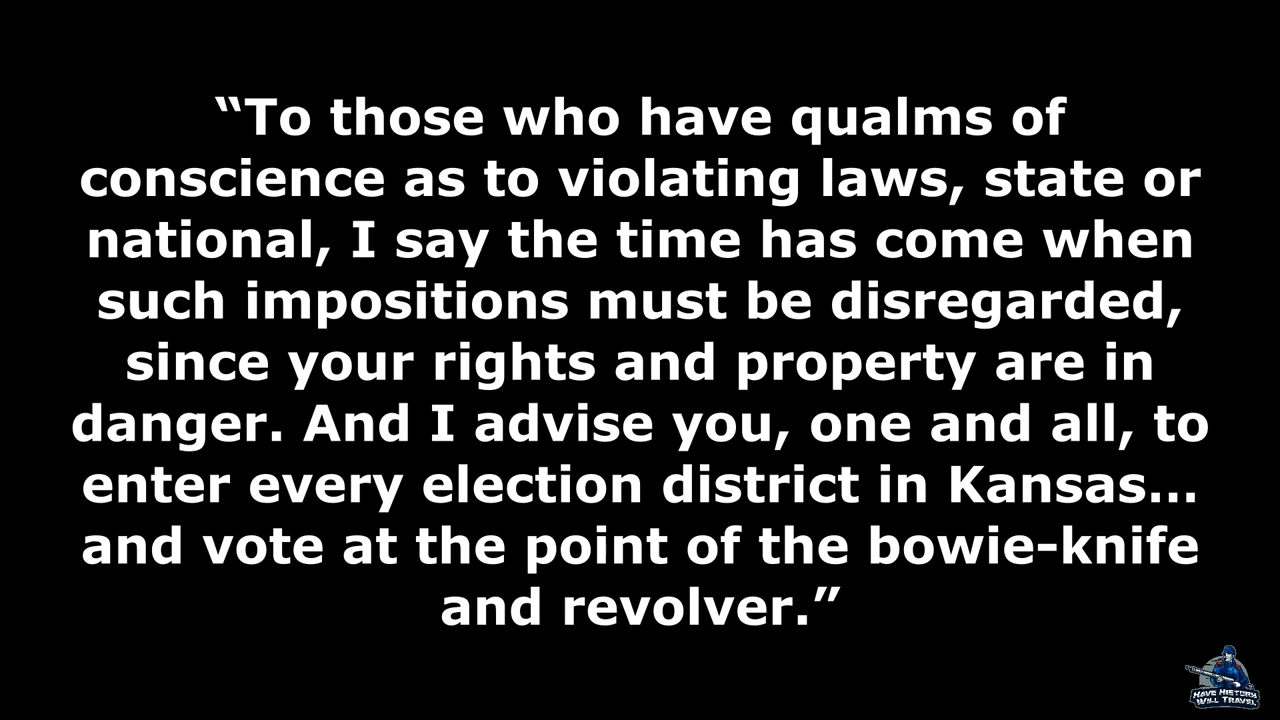 “To those who have qualms of
conscience as to violating laws, state or
national, I say the time has come when
such impositions must be disregarded,
since your rights and property are in
danger. And I advise you, one and all, to
enter every election district in Kansas…
and vote at the point of the bowie-knife
and revolver.”
HAVE HISTORY
WILL TRAVEL